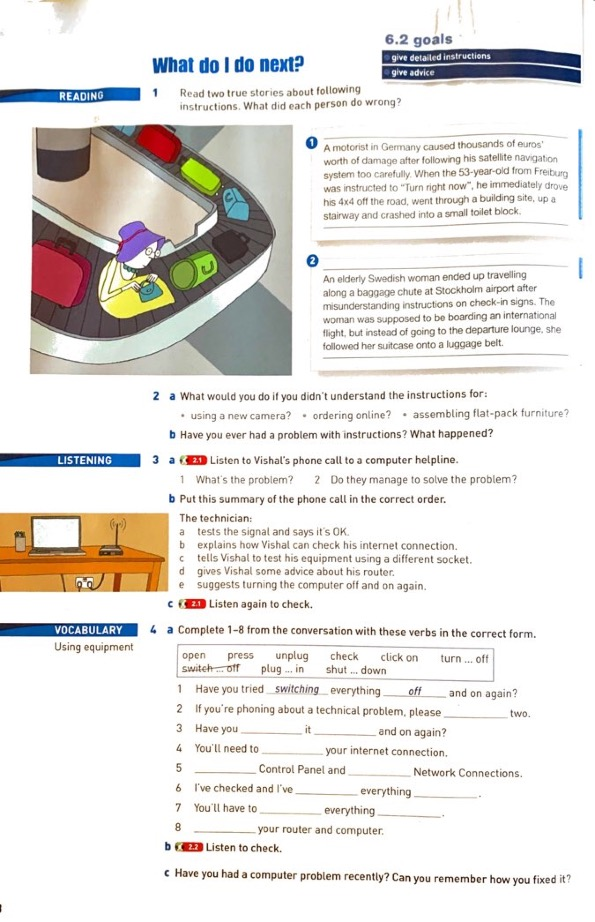 6.2 goals
What do I do next?
give detailed instructions
give advice
READING
1 Read two true stories about following
instructions. What did each person do wrong?
1 A motorist in Germany caused thousands of euros'
worth of damage after following his satellite navigation
system too carefully. When the 53-year-old from Freiburg
was instructed to "Turn right now", he immediately drove
his 4x4 off the road, went through a building site, up a
stairway and crashed into a small toilet block.
2 An elderly Swedish woman ended up travelling
along a baggage chute at Stockholm airport after
misunderstanding instructions on check-in signs. The
woman was supposed to be boarding an international
flight, but instead of going to the departure lounge, she
followed her suitcase onto a luggage belt.
2 a What would you do if you didn't understand the instructions for:
• using a new camera? • ordering online? • assembling flat-pack furniture?
b Have you ever had a problem with instructions? What happened?
LISTENING
3 a 2.1 Listen to Vishal's phone call to a computer helpline.
1 What's the problem? 2 Do they manage to solve the problem?
b Put this summary of the phone call in the correct order.
The technician:
a tests the signal and says it's OK.
b explains how Vishal can check his internet connection.
c tells Vishal to test his equipment using a different socket.
d gives Vishal some advice about his router.
e suggests turning the computer off and on again.
c 2.1 Listen again to check.
VOCABULARY
Using equipment
4 a Complete 1–8 from the conversation with these verbs in the correct form.
open press unplug check click on turn ... off
switch ... off plug ... in shut ... down
1 Have you tried switching everything off and on again?
2 If you're phoning about a technical problem, please __________ two.
3 Have you __________ it __________ and on again?
4 You'll need to __________ your internet connection.
5 __________ Control Panel and __________ Network Connections.
6 I've checked and I've __________ everything __________.
7 You'll have to __________ everything __________.
8 __________ your router and computer.
b 2.2 Listen to check.
c Have you had a computer problem recently? Can you remember how you fixed it?